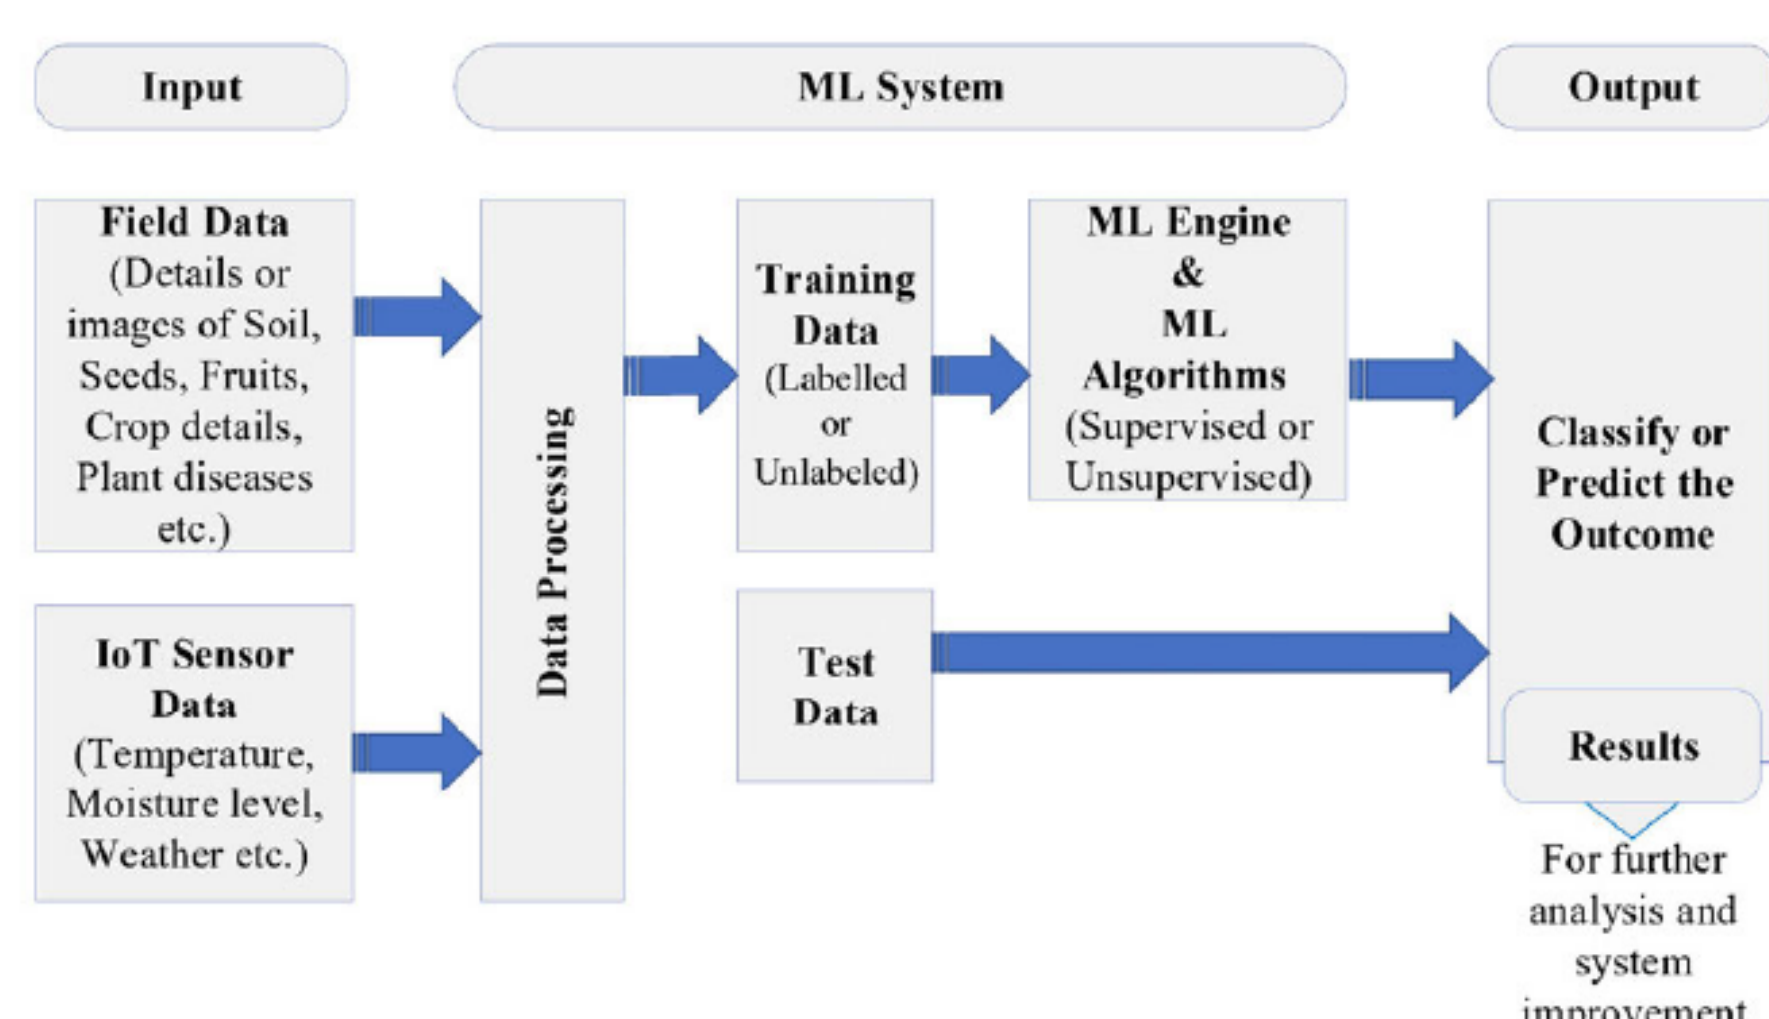 Input
ML System
Output
Field Data
(Details or
images of Soil,
Seeds, Fruits,
Crop details,
Plant diseases
etc.)
IoT Sensor
Data
(Temperature,
Moisture level,
Weather etc.)
Data Processing
Training
Data
(Labelled
or
Unlabeled)
Test
Data
ML Engine
&
ML
Algorithms
(Supervised or
Unsupervised)
Classify or
Predict the
Outcome
Results
For further
analysis and
system
improvement